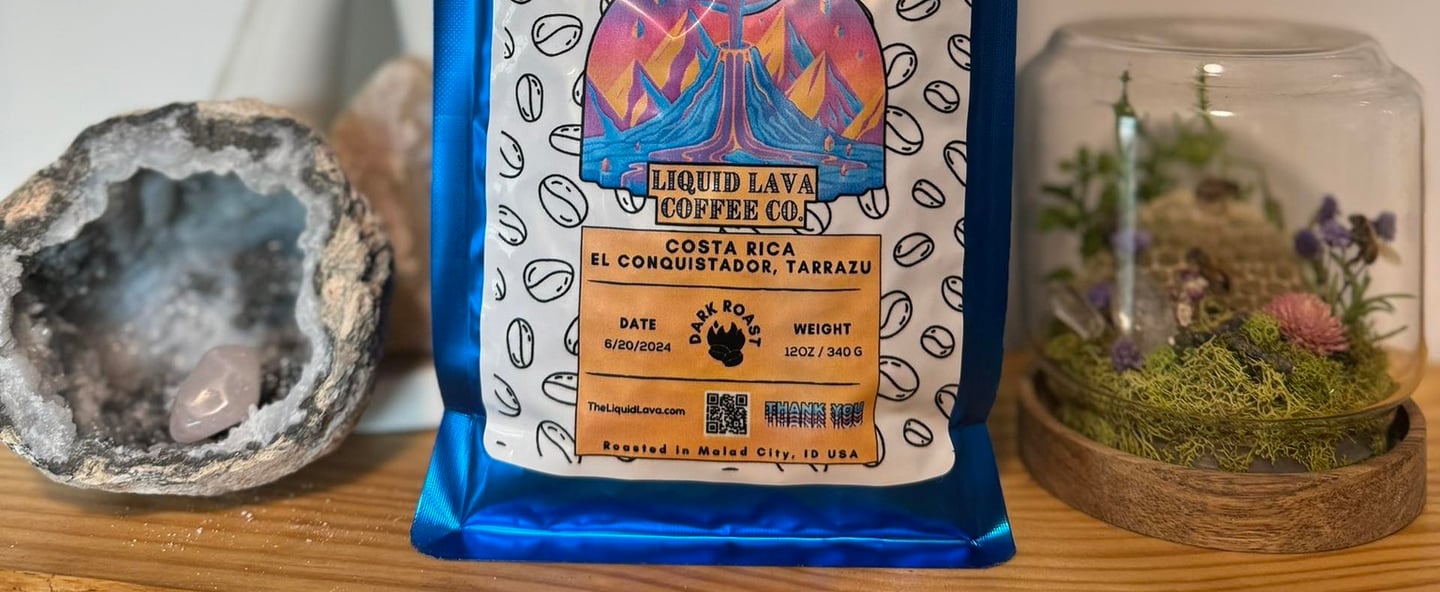 LIQUID LAVA
COFFEE CO.
COSTA RICA
EL CONQUISTADOR, TARRAZU
DATE
6/20/2024
DARK ROAST
WEIGHT
12OZ / 340 G
TheLiquidLava.com
THANK YOU
Roasted in Malad City, ID USA